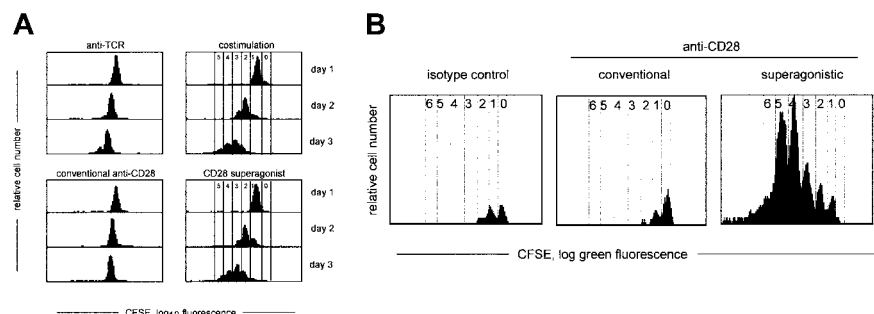 A
anti-TCR
costimulation
5 4 3 2 1 0
day 1
day 2
day 3
conventional anti-CD28
CD28 superagonist
5 4 3 2 1 0
day 1
day 2
day 3
relative cell number
CFSE, fluorescence
B
anti-CD28
isotype control
conventional
superagonistic
6 5 4 3 2 1 0
6 5 4 3 2 1 0
6 5 4 3 2 1 0
relative cell number
CFSE, log green fluorescence